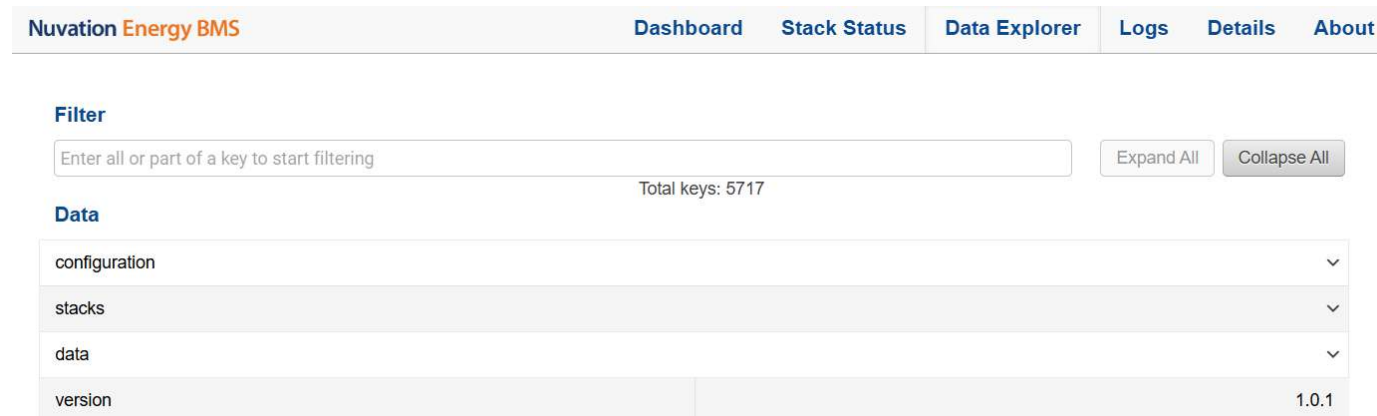 Nuvation Energy BMS Dashboard Stack Status Data Explorer Logs Details About
Filter
Enter all or part of a key to start filtering Expand All Collapse All
Total keys: 5717
Data
configuration
stacks
data
version 1.0.1